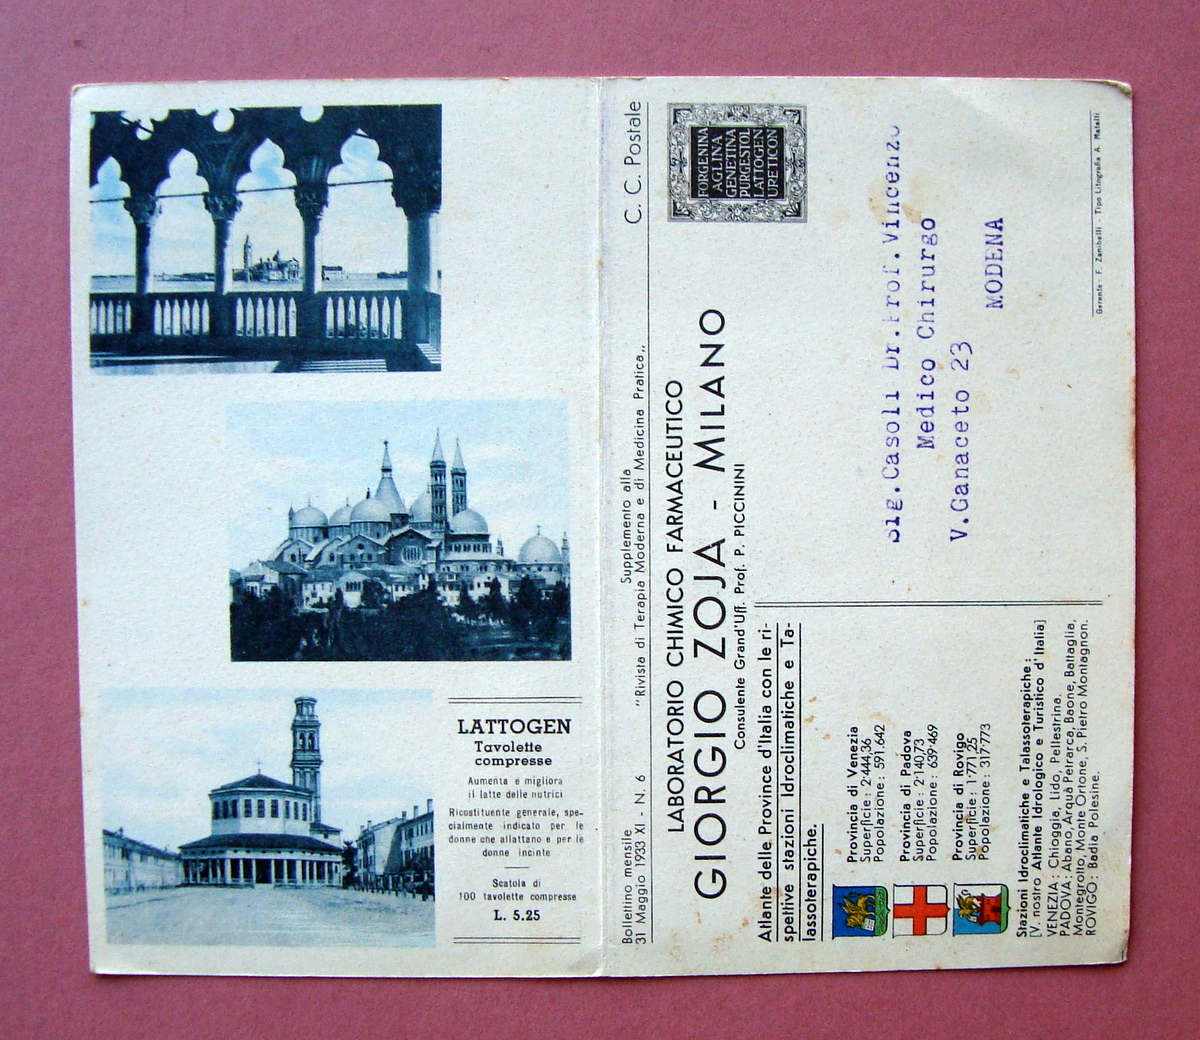 LATTOGEN
Tavolette
compresse
Aumenta e migliora
il latte delle nutrici
Ricostituente generale, spe-
cialmente indicato per le
donne che allattano e per le
donne incinte
Scatola di
100 tavolette compresse
L. 5.25
Bollettino mensile
31 Maggio 1933 XI - N. 6
Supplemento alla
"Rivista di Terapia Moderna e di Medicina Pratica„
C. C. Postale
LABORATORIO CHIMICO FARMACEUTICO
GIORGIO ZOJA - MILANO
Consulente Grand'Uff. Prof. P. PICCININI
FORGENINA
AGLINA
GENETINA
PURGESTOL
LATTOGEN
URETICON
Atlante delle Province d'Italia con le ri-
spettive stazioni Idroclimatiche e Ta-
lassoterapiche.
Provincia di Venezia
Superficie: 2·444,36
Popolazione: 591.642
Provincia di Padova
Superficie: 2·140,73
Popolazione: 639·469
Provincia di Rovigo
Superficie: 1·771,25
Popolazione: 317·773
Stazioni Idroclimatiche e Talassoterapiche:
[V. nostro Atlante Idrologico e Turistico d'Italia]
VENEZIA: Chioggia, Lido, Pellestrina.
PADOVA: Abano, Arquà Petrarca, Baone, Battaglia,
Montegrotto, Monte Ortone, S. Pietro Montagnon.
ROVIGO: Badia Polesine.
Sig.Casoli Dr.Prof.Vincenzo
Medico Chirurgo
V.Ganaceto 23
MODENA
Gerente: F. Zanibelli - Tipo Litografia A. Matelli